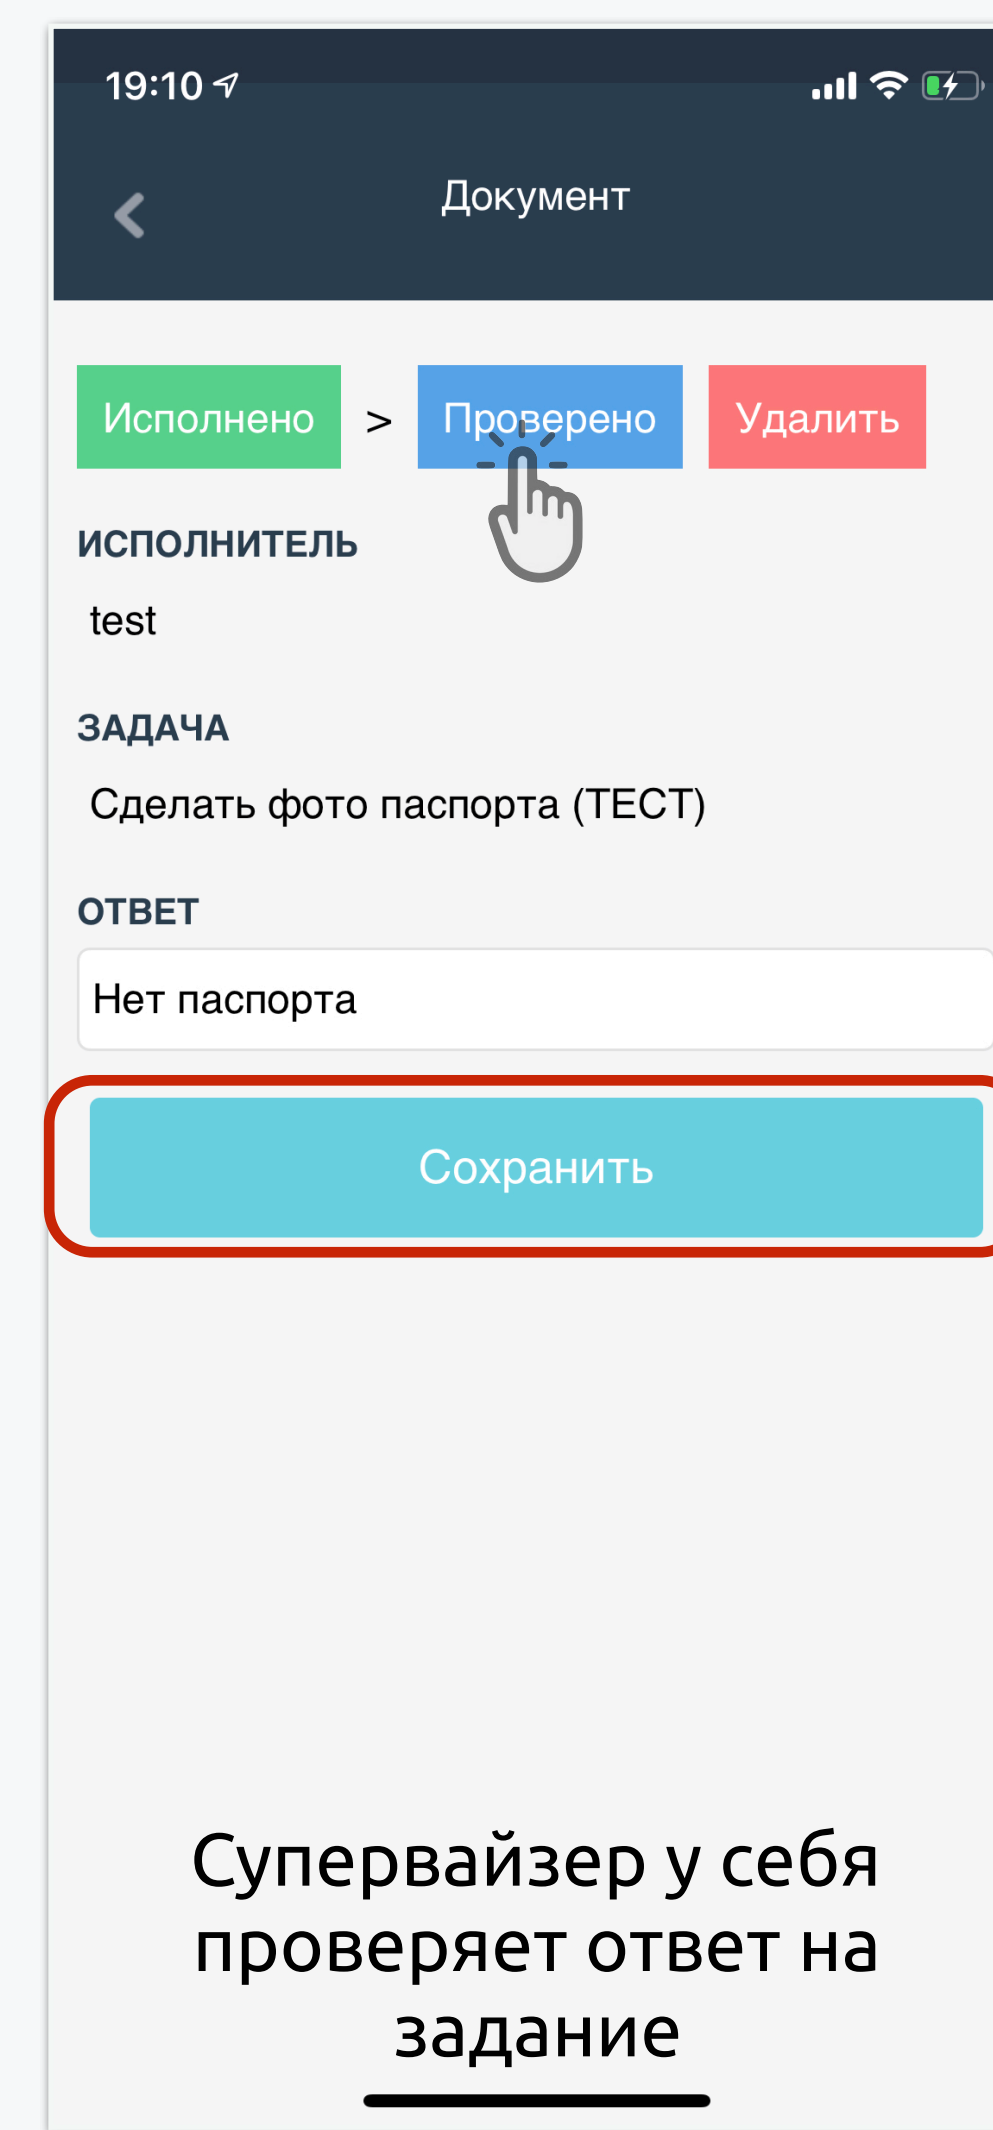 19:10
Документ
Исполнено > Проверено Удалить
ИСПОЛНИТЕЛЬ
test
ЗАДАЧА
Сделать фото паспорта (ТЕСТ)
ОТВЕТ
Нет паспорта
Сохранить
Супервайзер у себя
проверяет ответ на
задание